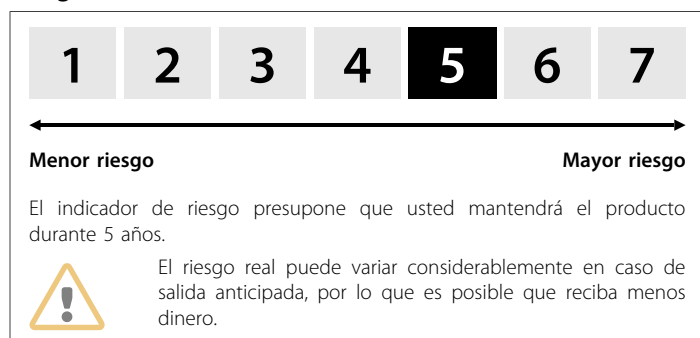 1 2 3 4 5 6 7
Menor riesgo Mayor riesgo
El indicador de riesgo presupone que usted mantendrá el producto
durante 5 años.
El riesgo real puede variar considerablemente en caso de
salida anticipada, por lo que es posible que reciba menos
dinero.